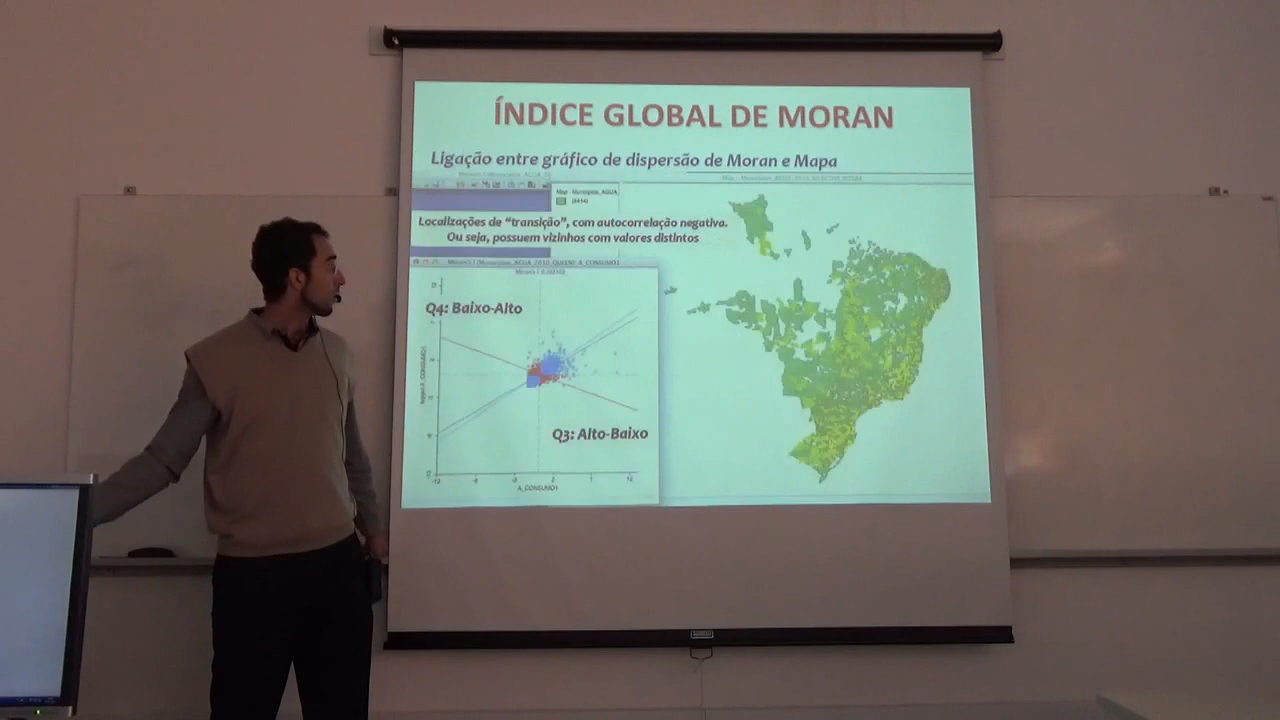 ÍNDICE GLOBAL DE MORAN
Ligação entre gráfico de dispersão de Moran e Mapa
Localizações de “transição”, com autocorrelação negativa.
Ou seja, possuem vizinhos com valores distintos
Q4: Baixo-Alto
Q3: Alto-Baixo
A_CONSUMO1